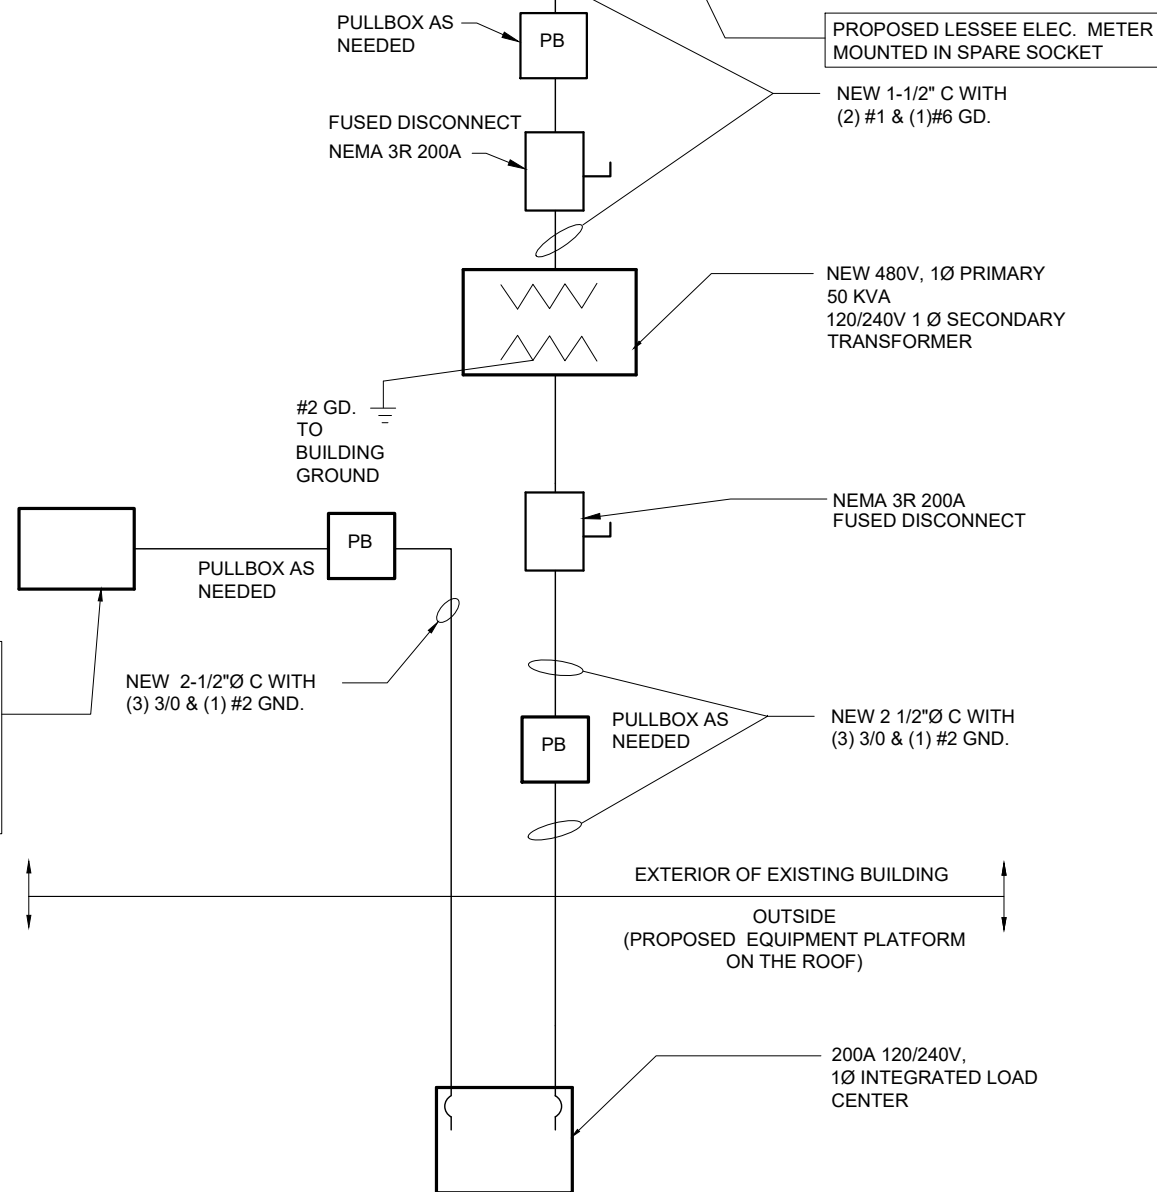 PULLBOX AS
NEEDED
PB
PROPOSED LESSEE ELEC. METER
MOUNTED IN SPARE SOCKET
NEW 1-1/2" C WITH
(2) #1 & (1)#6 GD.
FUSED DISCONNECT
NEMA 3R 200A
NEW 480V, 1Ø PRIMARY
50 KVA
120/240V 1 Ø SECONDARY
TRANSFORMER
#2 GD.
TO
BUILDING
GROUND
NEMA 3R 200A
FUSED DISCONNECT
PB
PULLBOX AS
NEEDED
NEW 2-1/2"Ø C WITH
(3) 3/0 & (1) #2 GND.
PULLBOX AS
NEEDED
PB
NEW 2 1/2"Ø C WITH
(3) 3/0 & (1) #2 GND.
EXTERIOR OF EXISTING BUILDING
OUTSIDE
(PROPOSED EQUIPMENT PLATFORM
ON THE ROOF)
200A 120/240V,
1Ø INTEGRATED LOAD
CENTER